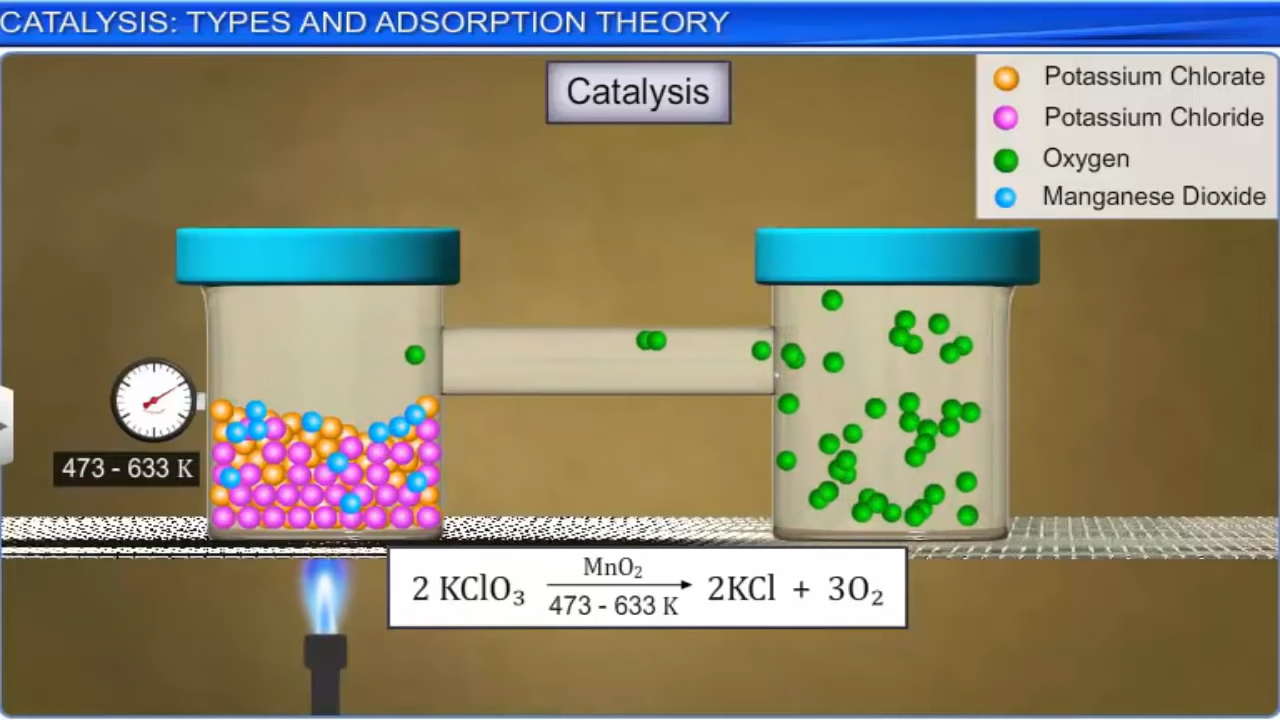 CATALYSIS: TYPES AND ADSORPTION THEORY
Catalysis
Potassium Chlorate
Potassium Chloride
Oxygen
Manganese Dioxide
473 - 633 K
MnO₂
2 KClO₃ → 2KCl + 3O₂
473 - 633 K